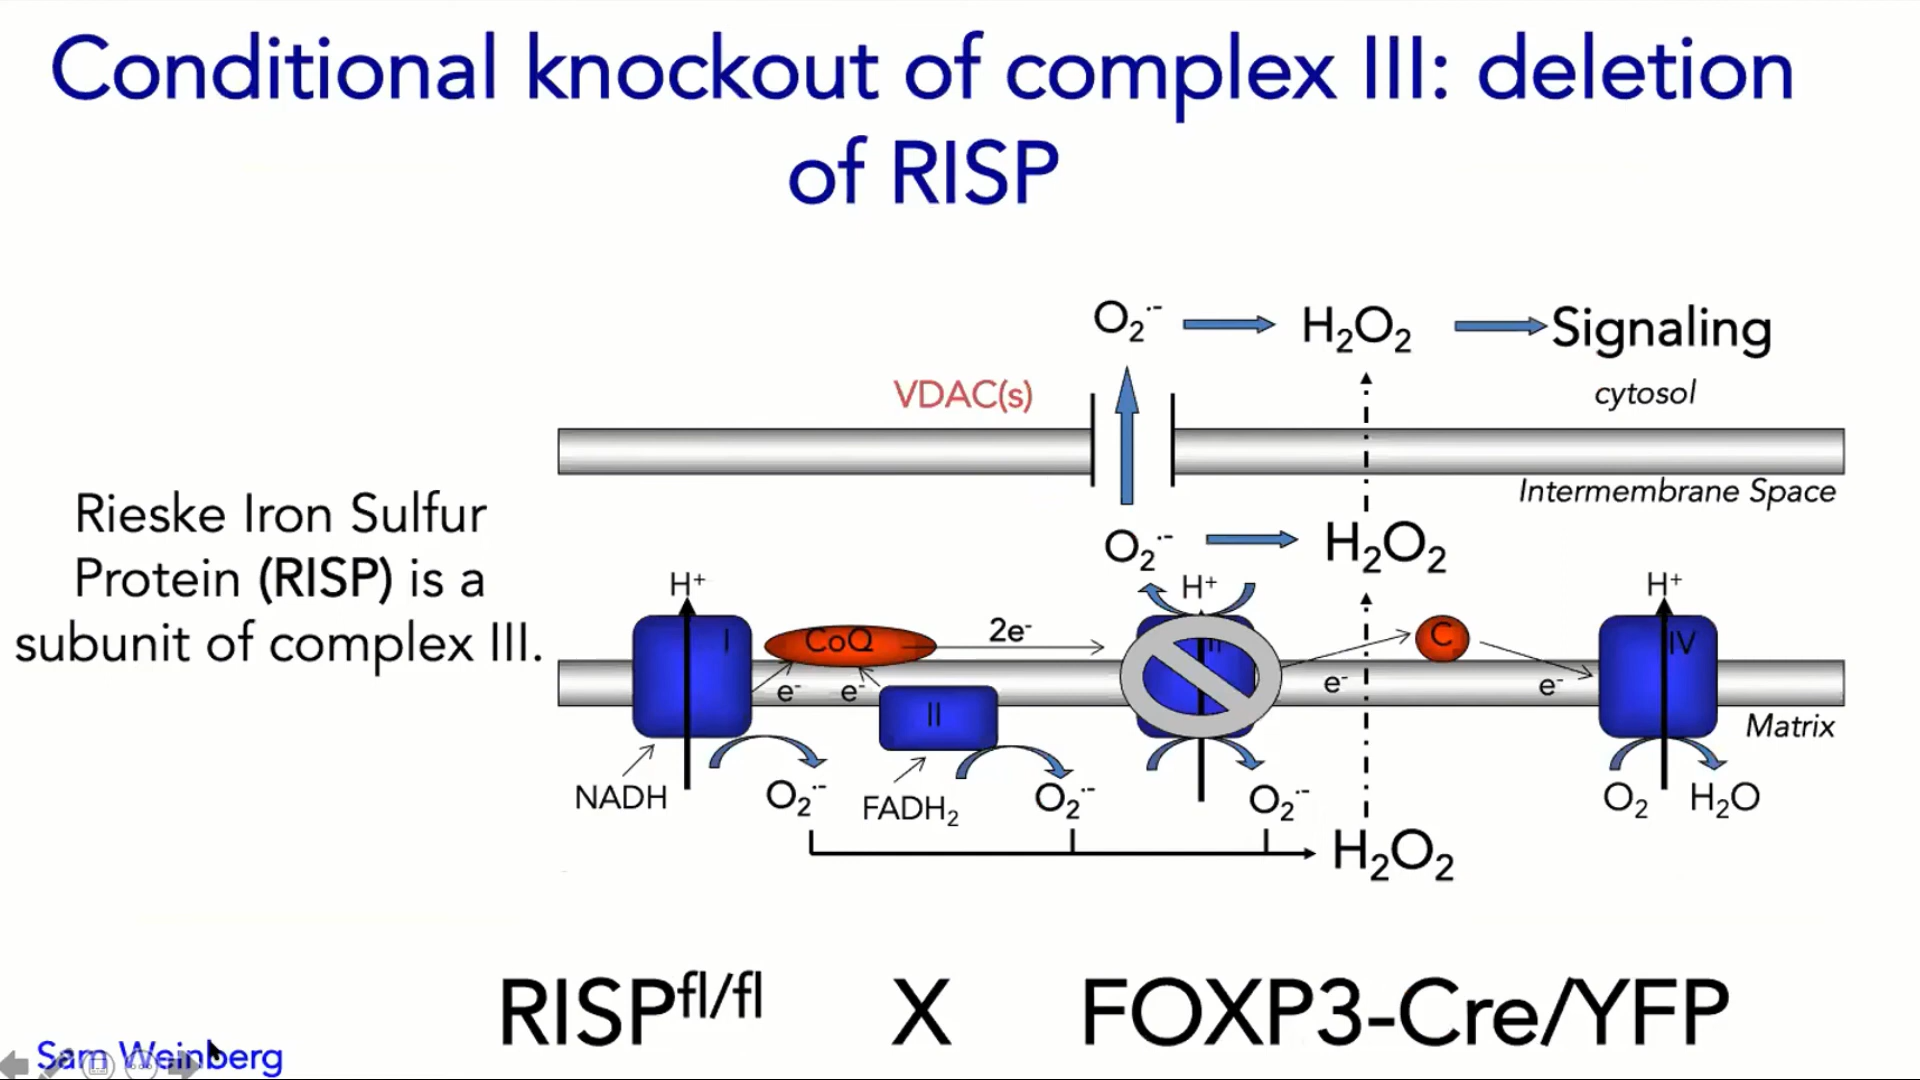 Conditional knockout of complex III: deletion
of RISP
O₂·⁻ H₂O₂ Signaling
VDAC(s)
cytosol
Intermembrane Space
Rieske Iron Sulfur
Protein (RISP) is a
subunit of complex III.
O₂·⁻ H₂O₂
H⁺ H⁺ H⁺
I CoQ 2e⁻ III C IV
e⁻ e⁻ e⁻ e⁻
II
Matrix
NADH O₂·⁻ FADH₂ O₂·⁻ O₂·⁻ O₂ H₂O
H₂O₂
RISPfl/fl X FOXP3-Cre/YFP
Sam Weinberg